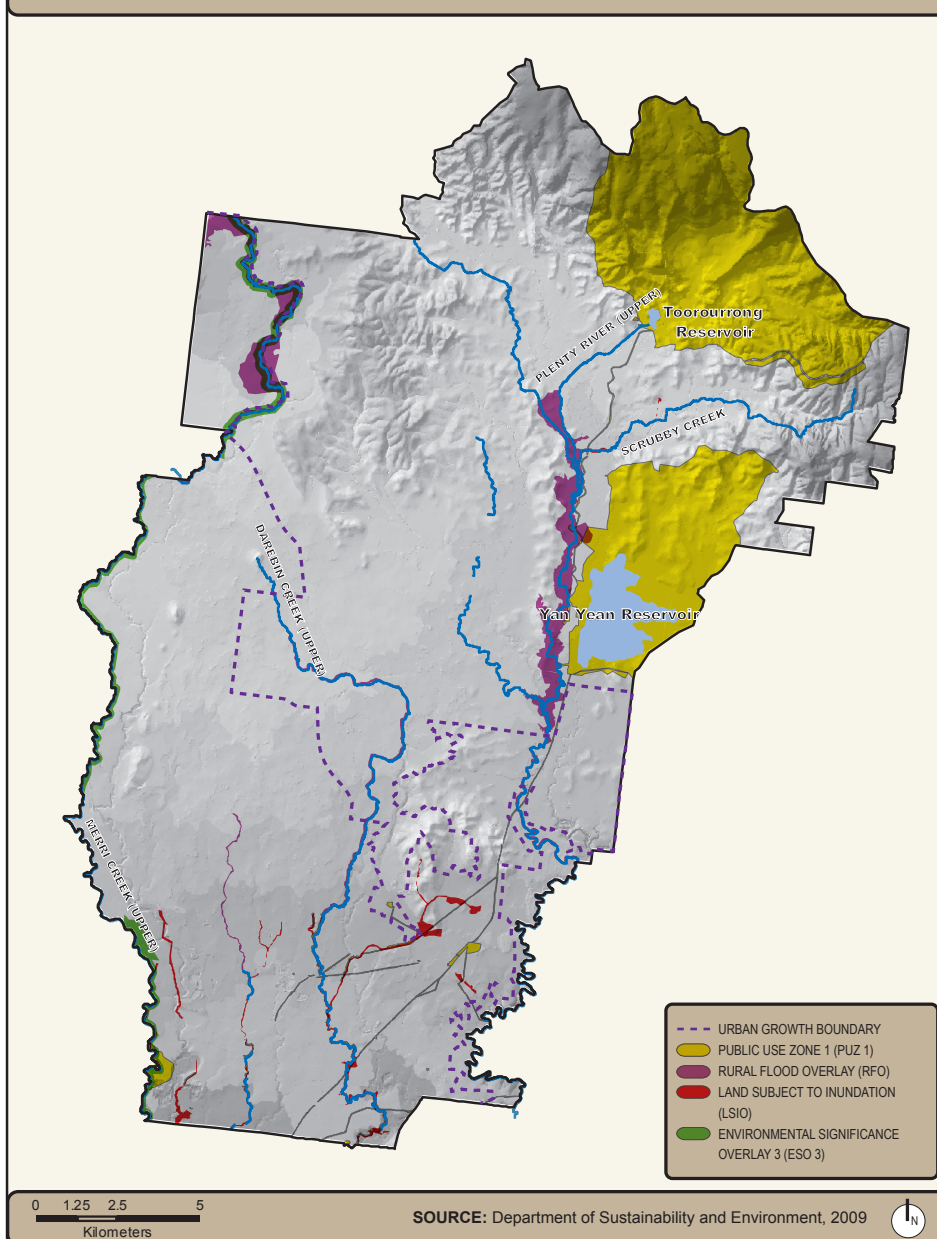 Toorourrong
Reservoir
PLENTY RIVER (UPPER)
SCRUBBY CREEK
DAREBIN CREEK (UPPER)
Yan Yean Reservoir
MERRI CREEK (UPPER)
URBAN GROWTH BOUNDARY
PUBLIC USE ZONE 1 (PUZ 1)
RURAL FLOOD OVERLAY (RFO)
LAND SUBJECT TO INUNDATION
(LSIO)
ENVIRONMENTAL SIGNIFICANCE
OVERLAY 3 (ESO 3)
0 1.25 2.5 5
Kilometers
SOURCE: Department of Sustainability and Environment, 2009
N